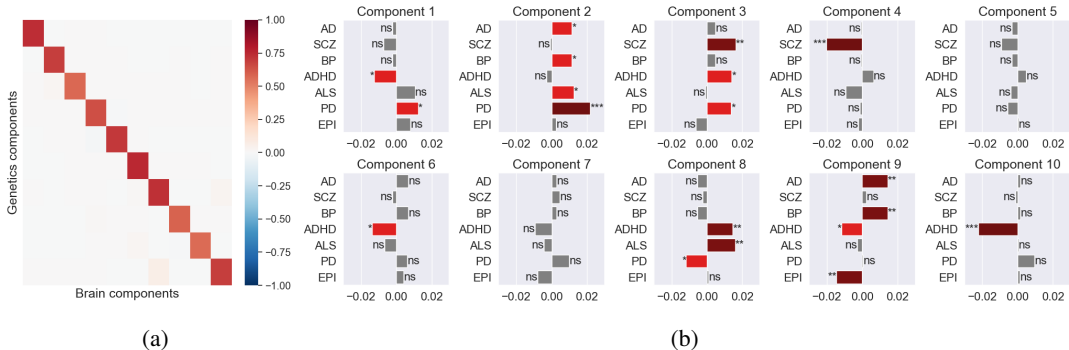 Genetics components
Brain components
1.00
0.75
0.50
0.25
0.00
−0.25
−0.50
−0.75
−1.00
(a)
Component 1
AD ns
SCZ ns
BP ns
ADHD *
ALS ns
PD *
EPI ns
−0.02 0.00 0.02
Component 2
AD *
SCZ ns
BP *
ADHD ns
ALS *
PD ***
EPI ns
−0.02 0.00 0.02
Component 3
AD ns
SCZ **
BP ns
ADHD *
ALS ns
PD *
EPI ns
−0.02 0.00 0.02
Component 4
AD ns
SCZ ***
BP ns
ADHD ns
ALS ns
PD ns
EPI ns
−0.02 0.00 0.02
Component 5
AD ns
SCZ ns
BP ns
ADHD ns
ALS ns
PD ns
EPI ns
−0.02 0.00 0.02
Component 6
AD ns
SCZ ns
BP ns
ADHD *
ALS ns
PD ns
EPI ns
−0.02 0.00 0.02
Component 7
AD ns
SCZ ns
BP ns
ADHD ns
ALS ns
PD ns
EPI ns
−0.02 0.00 0.02
Component 8
AD ns
SCZ ns
BP ns
ADHD **
ALS **
PD *
EPI ns
−0.02 0.00 0.02
Component 9
AD **
SCZ ns
BP **
ADHD *
ALS ns
PD ns
EPI **
−0.02 0.00 0.02
Component 10
AD ns
SCZ ns
BP ns
ADHD ***
ALS ns
PD ns
EPI ns
−0.02 0.00 0.02
(b)